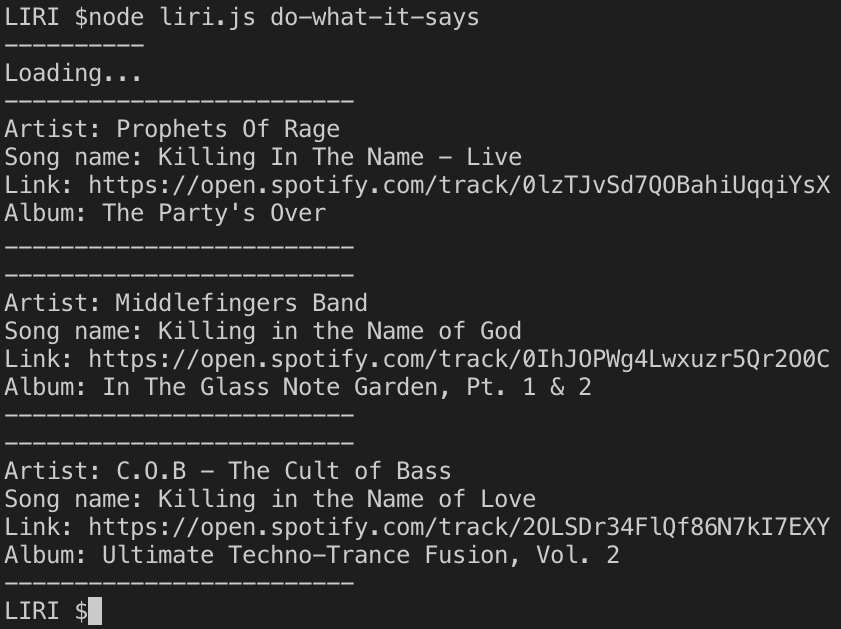 LIRI $node liri.js do-what-it-says
----------
Loading...
-------------------------
Artist: Prophets Of Rage
Song name: Killing In The Name - Live
Link: https://open.spotify.com/track/0lzTJvSd7QOBahiUqqiYsX
Album: The Party's Over
-------------------------
-------------------------
Artist: Middlefingers Band
Song name: Killing in the Name of God
Link: https://open.spotify.com/track/0IhJOPWg4Lwxuzr5Qr2O0C
Album: In The Glass Note Garden, Pt. 1 & 2
-------------------------
-------------------------
Artist: C.O.B - The Cult of Bass
Song name: Killing in the Name of Love
Link: https://open.spotify.com/track/2OLSDr34FlQf86N7kI7EXY
Album: Ultimate Techno-Trance Fusion, Vol. 2
-------------------------
LIRI $